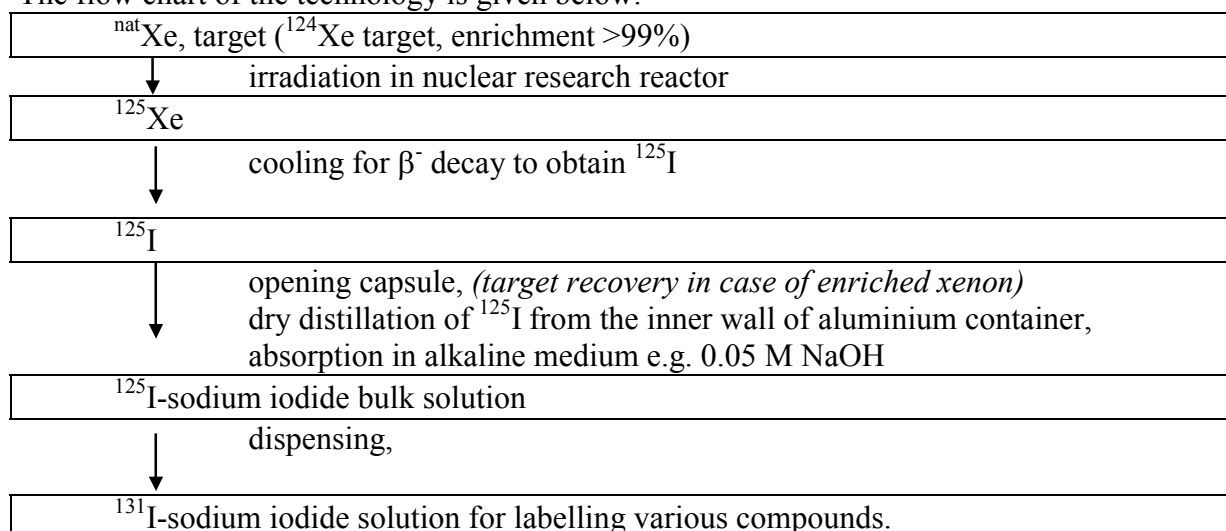 The flow chart of the technology is given below:
natXe, target (124Xe target, enrichment >99%)
irradiation in nuclear research reactor
125Xe
cooling for β- decay to obtain 125I
125I
opening capsule, (target recovery in case of enriched xenon)
dry distillation of 125I from the inner wall of aluminium container,
absorption in alkaline medium e.g. 0.05 M NaOH
125I-sodium iodide bulk solution
dispensing,
131I-sodium iodide solution for labelling various compounds.